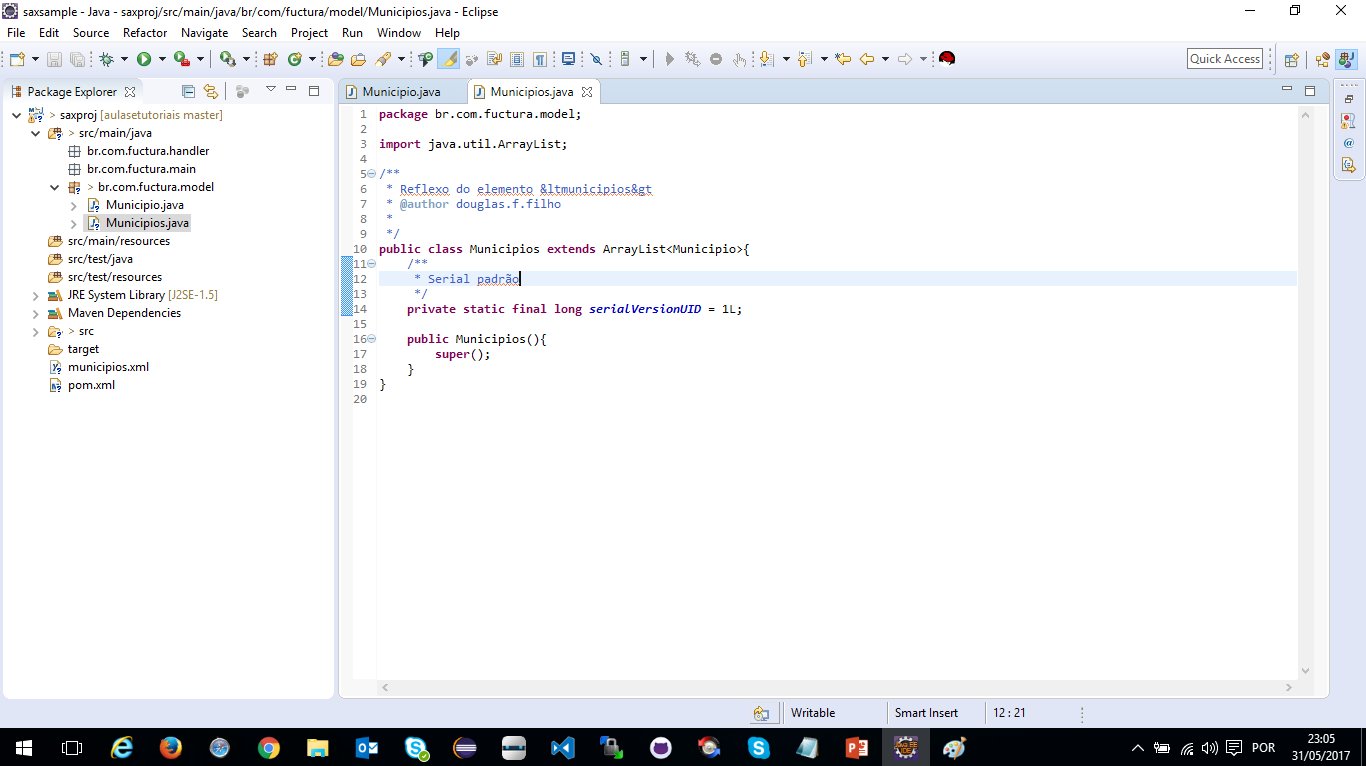 saxsample - Java - saxproj/src/main/java/br/com/fuctura/model/Municipios.java - Eclipse
File Edit Source Refactor Navigate Search Project Run Window Help
Quick Access
Package Explorer
> saxproj [aulasetutoriais master]
> src/main/java
br.com.fuctura.handler
br.com.fuctura.main
> br.com.fuctura.model
Municipio.java
Municipios.java
src/main/resources
src/test/java
src/test/resources
JRE System Library [J2SE-1.5]
Maven Dependencies
> src
target
municipios.xml
pom.xml
Municipio.java Municipios.java
1 package br.com.fuctura.model;
2
3 import java.util.ArrayList;
4
5 /**
6 * Reflexo do elemento &ltmunicipios&gt
7 * @author douglas.f.filho
8 *
9 */
10 public class Municipios extends ArrayList<Municipio>{
11 /**
12 * Serial padrão
13 */
14 private static final long serialVersionUID = 1L;
15
16 public Municipios(){
17 super();
18 }
19 }
20
Writable Smart Insert 12 : 21
POR
23:05
31/05/2017